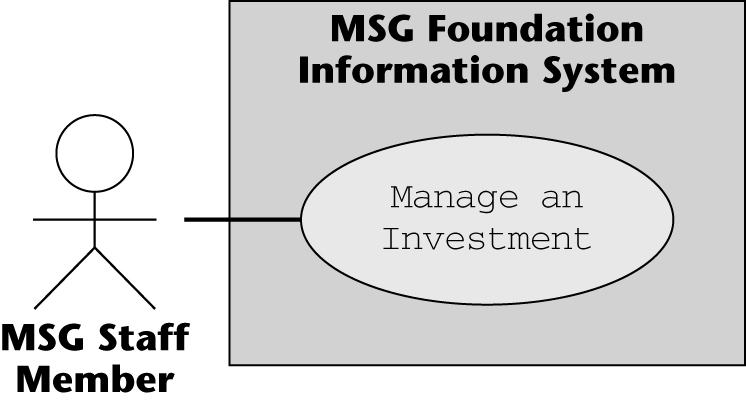 MSG Foundation
Information System
Manage an
Investment
MSG Staff
Member